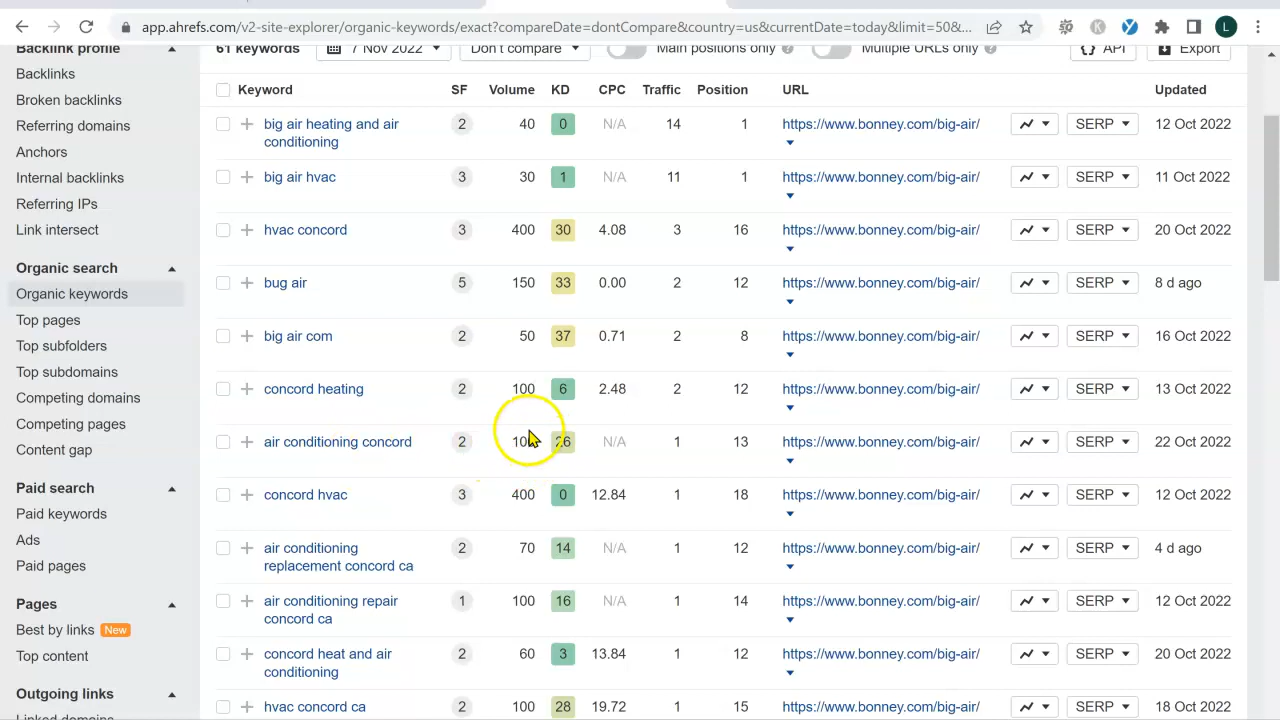 app.ahrefs.com/v2-site-explorer/organic-keywords/exact?compareDate=dontCompare&country=us&currentDate=today&limit=50&...
K
L
Backlink profile
61 keywords
7 Nov 2022
Don't compare
Main positions only
Multiple URLs only
API
Export
Backlinks
Broken backlinks
Referring domains
Anchors
Internal backlinks
Referring IPs
Link intersect
Organic search
Organic keywords
Top pages
Top subfolders
Top subdomains
Competing domains
Competing pages
Content gap
Paid search
Paid keywords
Ads
Paid pages
Pages
Best by links New
Top content
Outgoing links
Linked domains
Keyword SF Volume KD CPC Traffic Position URL Updated
big air heating and air 2 40 0 N/A 14 1 https://www.bonney.com/big-air/ SERP 12 Oct 2022
conditioning
big air hvac 3 30 1 N/A 11 1 https://www.bonney.com/big-air/ SERP 11 Oct 2022
hvac concord 3 400 30 4.08 3 16 https://www.bonney.com/big-air/ SERP 20 Oct 2022
bug air 5 150 33 0.00 2 12 https://www.bonney.com/big-air/ SERP 8 d ago
big air com 2 50 37 0.71 2 8 https://www.bonney.com/big-air/ SERP 16 Oct 2022
concord heating 2 100 6 2.48 2 12 https://www.bonney.com/big-air/ SERP 13 Oct 2022
air conditioning concord 2 100 26 N/A 1 13 https://www.bonney.com/big-air/ SERP 22 Oct 2022
concord hvac 3 400 0 12.84 1 18 https://www.bonney.com/big-air/ SERP 12 Oct 2022
air conditioning 2 70 14 N/A 1 12 https://www.bonney.com/big-air/ SERP 4 d ago
replacement concord ca
air conditioning repair 1 100 16 N/A 1 14 https://www.bonney.com/big-air/ SERP 12 Oct 2022
concord ca
concord heat and air 2 60 3 13.84 1 12 https://www.bonney.com/big-air/ SERP 20 Oct 2022
conditioning
hvac concord ca 2 100 28 19.72 1 15 https://www.bonney.com/big-air/ SERP 18 Oct 2022